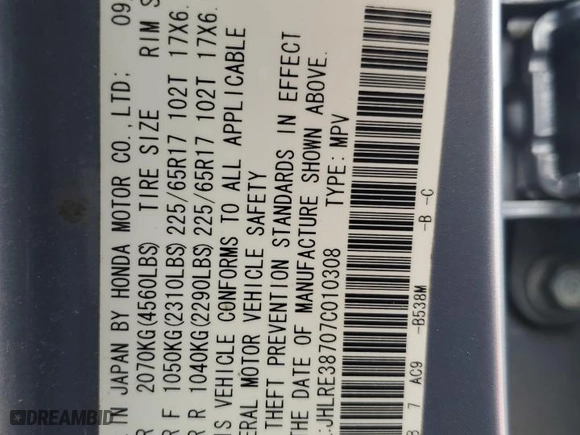 IN JAPAN BY HONDA MOTOR CO.,LTD; 09
2070KG(4560LBS) TIRE SIZE RIM S
R F 1050KG(2310LBS) 225/65R17 102T 17X6.
R R 1040KG(2290LBS) 225/65R17 102T 17X6.
S VEHICLE CONFORMS TO ALL APPLICABLE
ERAL MOTOR VEHICLE SAFETY
THEFT PREVENTION STANDARDS IN EFFECT
THE DATE OF MANUFACTURE SHOWN ABOVE.
:JHLRE38707C010308 TYPE: MPV
B 7 AC9 -B538M -B -C
DREAMBID